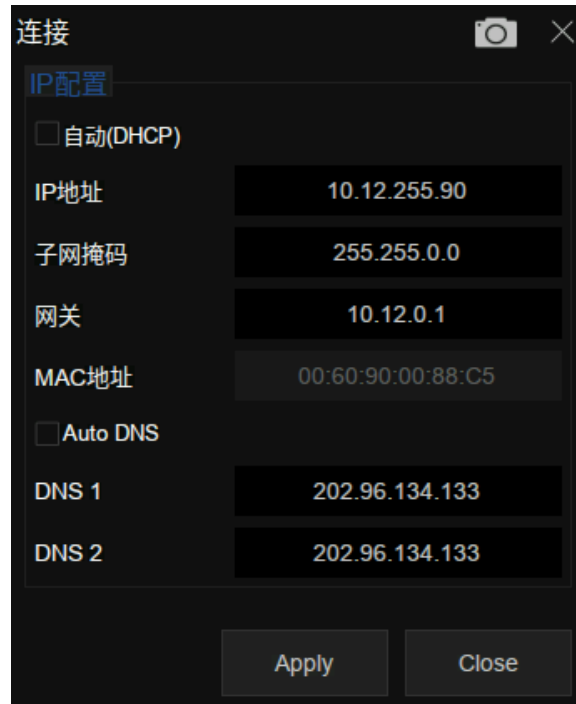 连接
IP配置
自动(DHCP)
IP地址 10.12.255.90
子网掩码 255.255.0.0
网关 10.12.0.1
MAC地址 00:60:90:00:88:C5
Auto DNS
DNS 1 202.96.134.133
DNS 2 202.96.134.133
Apply Close